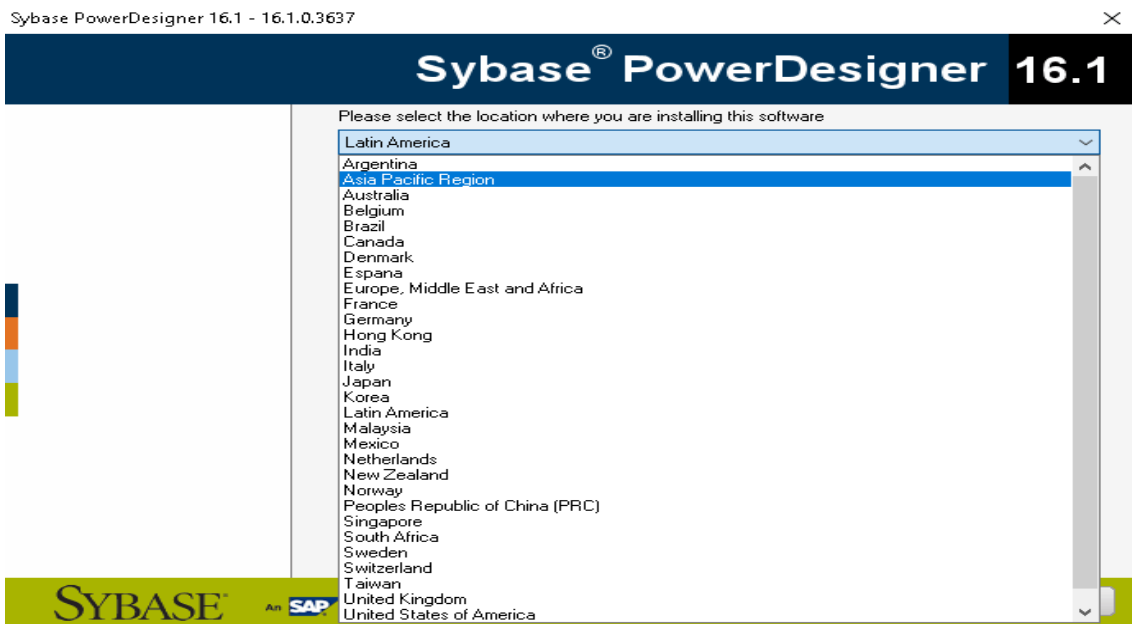 Sybase PowerDesigner 16.1 - 16.1.0.3637
Sybase® PowerDesigner 16.1
Please select the location where you are installing this software
Latin America
Argentina
Asia Pacific Region
Australia
Belgium
Brazil
Canada
Denmark
Espana
Europe, Middle East and Africa
France
Germany
Hong Kong
India
Italy
Japan
Korea
Latin America
Malaysia
Mexico
Netherlands
New Zealand
Norway
Peoples Republic of China (PRC)
Singapore
South Africa
Sweden
Switzerland
Taiwan
United Kingdom
United States of America
SYBASE An SAP